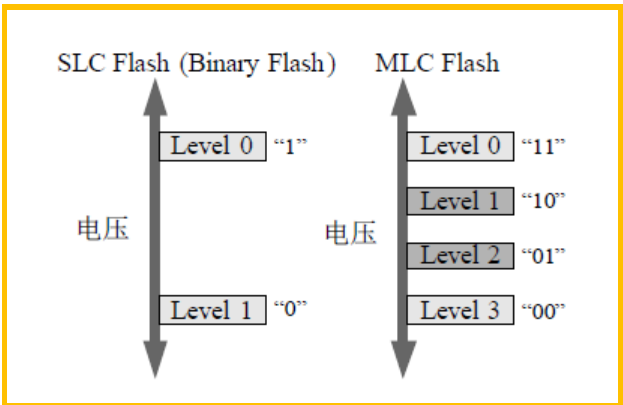 SLC Flash (Binary Flash)
Level 0 “1”
电压
Level 1 “0”
MLC Flash
Level 0 “11”
Level 1 “10”
电压
Level 2 “01”
Level 3 “00”